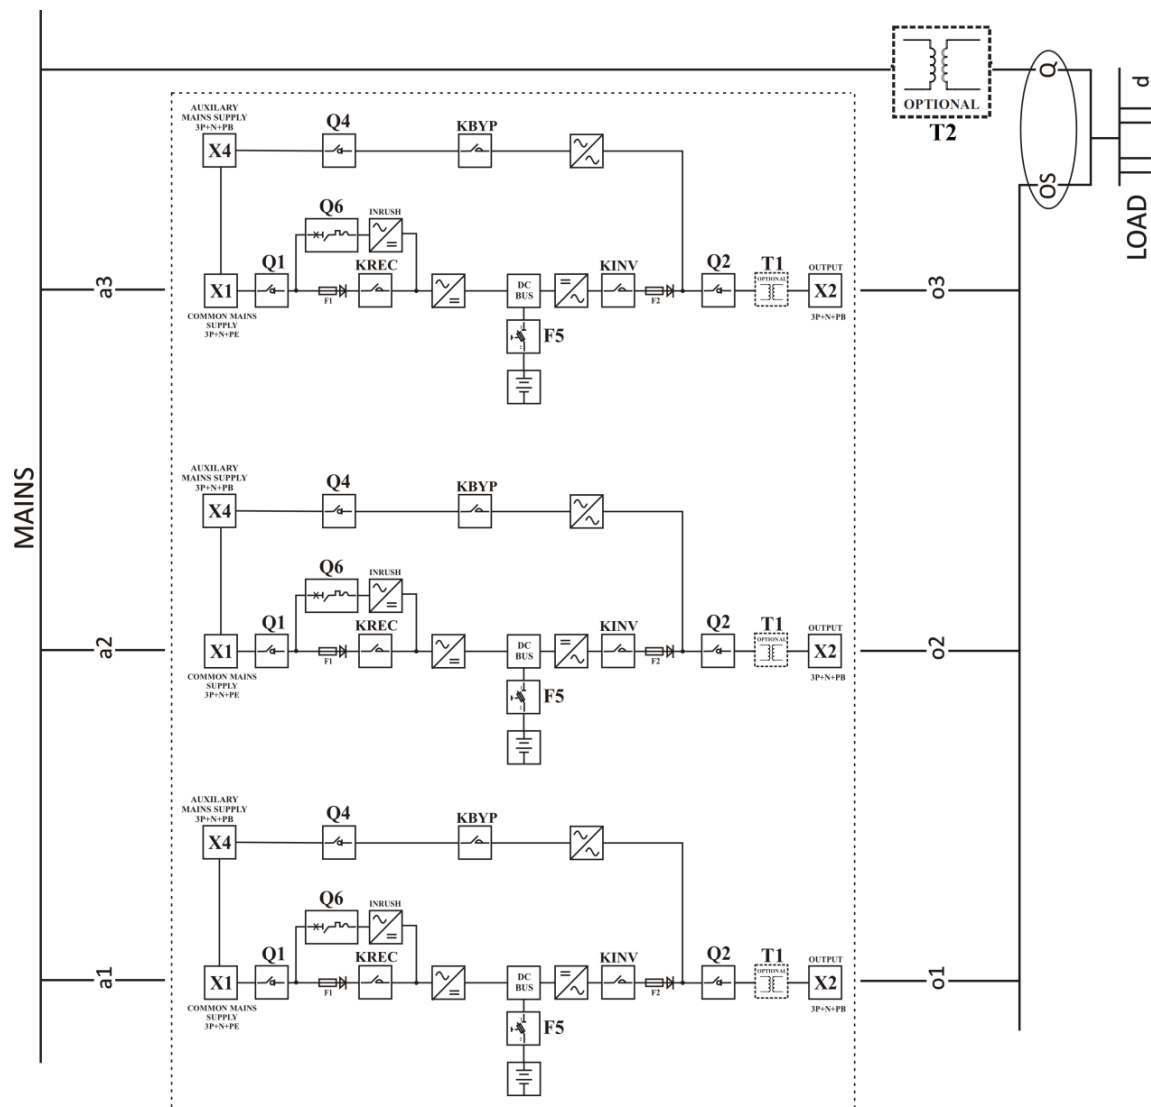 OPTIONAL
T2
Q
d
OS
LOAD
MAINS
AUXILARY
MAINS SUPPLY
3P+N+PB
X4
Q4
KBYP
Q6
INRUSH
a3
X1
Q1
F1
KREC
DC
BUS
KINV
F2
Q2
T1
OPTIONAL
OUTPUT
X2
3P+N+PB
o3
COMMON MAINS
SUPPLY
3P+N+PE
F5
AUXILARY
MAINS SUPPLY
3P+N+PB
X4
Q4
KBYP
Q6
INRUSH
a2
X1
Q1
F1
KREC
DC
BUS
KINV
F2
Q2
T1
OPTIONAL
OUTPUT
X2
3P+N+PB
o2
COMMON MAINS
SUPPLY
3P+N+PE
F5
AUXILARY
MAINS SUPPLY
3P+N+PB
X4
Q4
KBYP
Q6
INRUSH
a1
X1
Q1
F1
KREC
DC
BUS
KINV
F2
Q2
T1
OPTIONAL
OUTPUT
X2
3P+N+PB
o1
COMMON MAINS
SUPPLY
3P+N+PE
F5